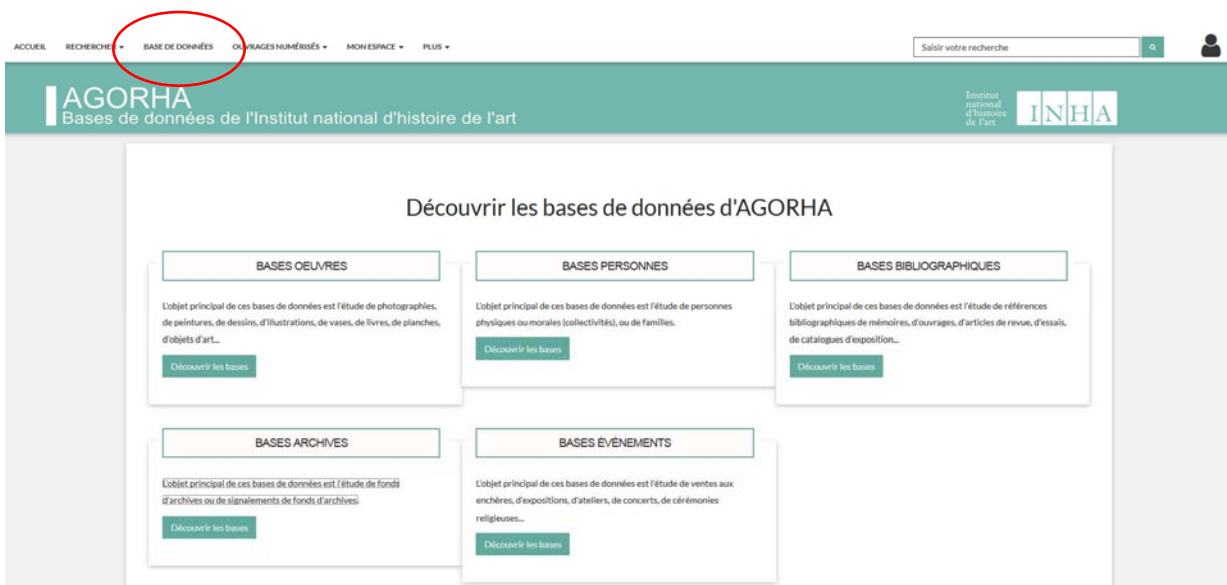 ACCUEIL RECHERCHER BASE DE DONNÉES OUVRAGES NUMÉRISÉS MON ESPACE PLUS Saisir votre recherche
AGORHA
Bases de données de l'Institut national d'histoire de l'art
Institut
national
d'histoire
de l'art
INHA
Découvrir les bases de données d'AGORHA
BASES OEUVRES
L'objet principal de ces bases de données est l'étude de photographies,
de peintures, de dessins, d'illustrations, de vases, de livres, de planches,
d'objets d'art...
Découvrir les bases
BASES PERSONNES
L'objet principal de ces bases de données est l'étude de personnes
physiques ou morales (collectivités), ou de familles.
Découvrir les bases
BASES BIBLIOGRAPHIQUES
L'objet principal de ces bases de données est l'étude de références
bibliographiques de mémoires, d'ouvrages, d'articles de revue, d'essais,
de catalogues d'exposition...
Découvrir les bases
BASES ARCHIVES
L'objet principal de ces bases de données est l'étude de fonds
d'archives ou de signalements de fonds d'archives.
Découvrir les bases
BASES ÉVÈNEMENTS
L'objet principal de ces bases de données est l'étude de ventes aux
enchères, d'expositions, d'ateliers, de concerts, de cérémonies
religieuses...
Découvrir les bases